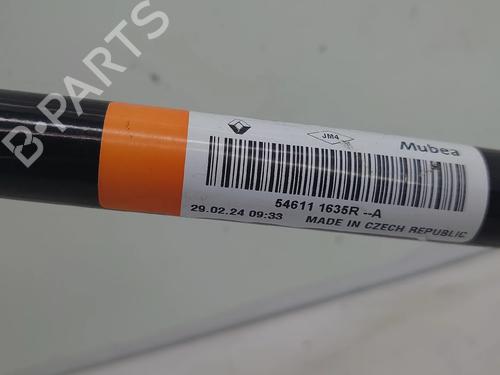 B-PARTS
JM4
Mubea
54611 1635R --A
29.02.24 09:33
MADE IN CZECH REPUBLIC